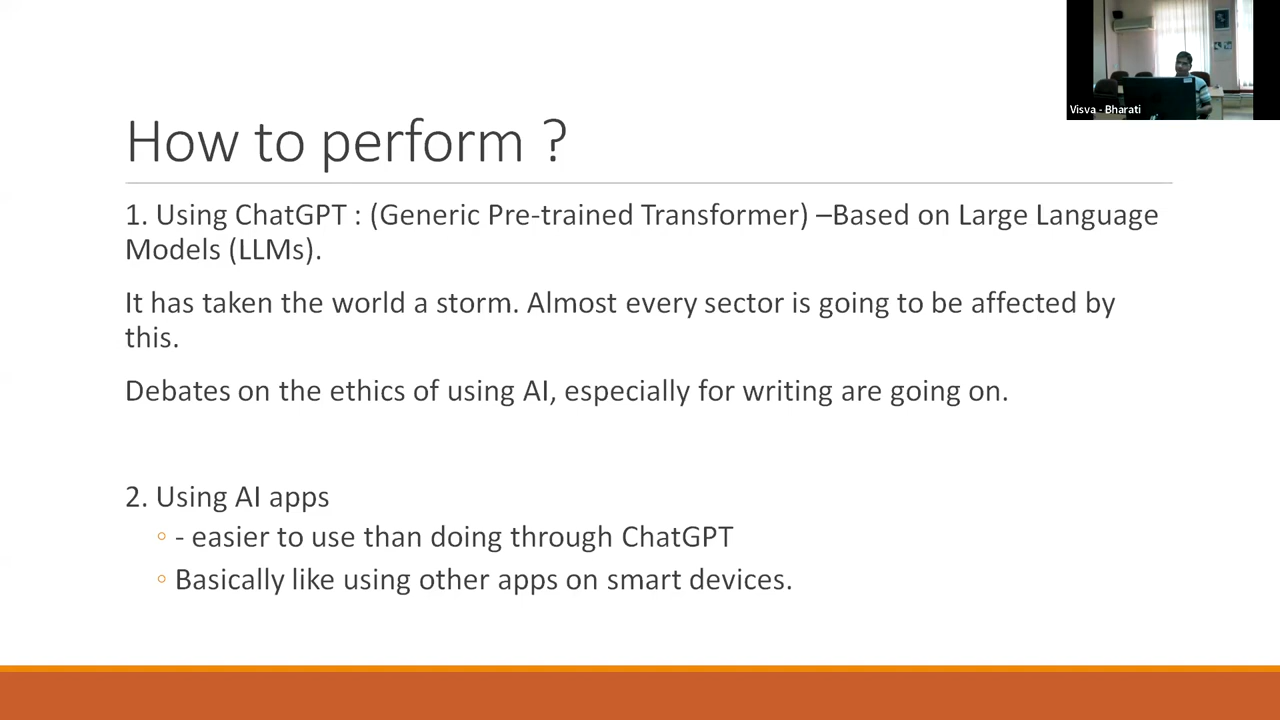 Visva - Bharati
How to perform ?
1. Using ChatGPT : (Generic Pre-trained Transformer) –Based on Large Language
Models (LLMs).
It has taken the world a storm. Almost every sector is going to be affected by
this.
Debates on the ethics of using AI, especially for writing are going on.
2. Using AI apps
- easier to use than doing through ChatGPT
Basically like using other apps on smart devices.